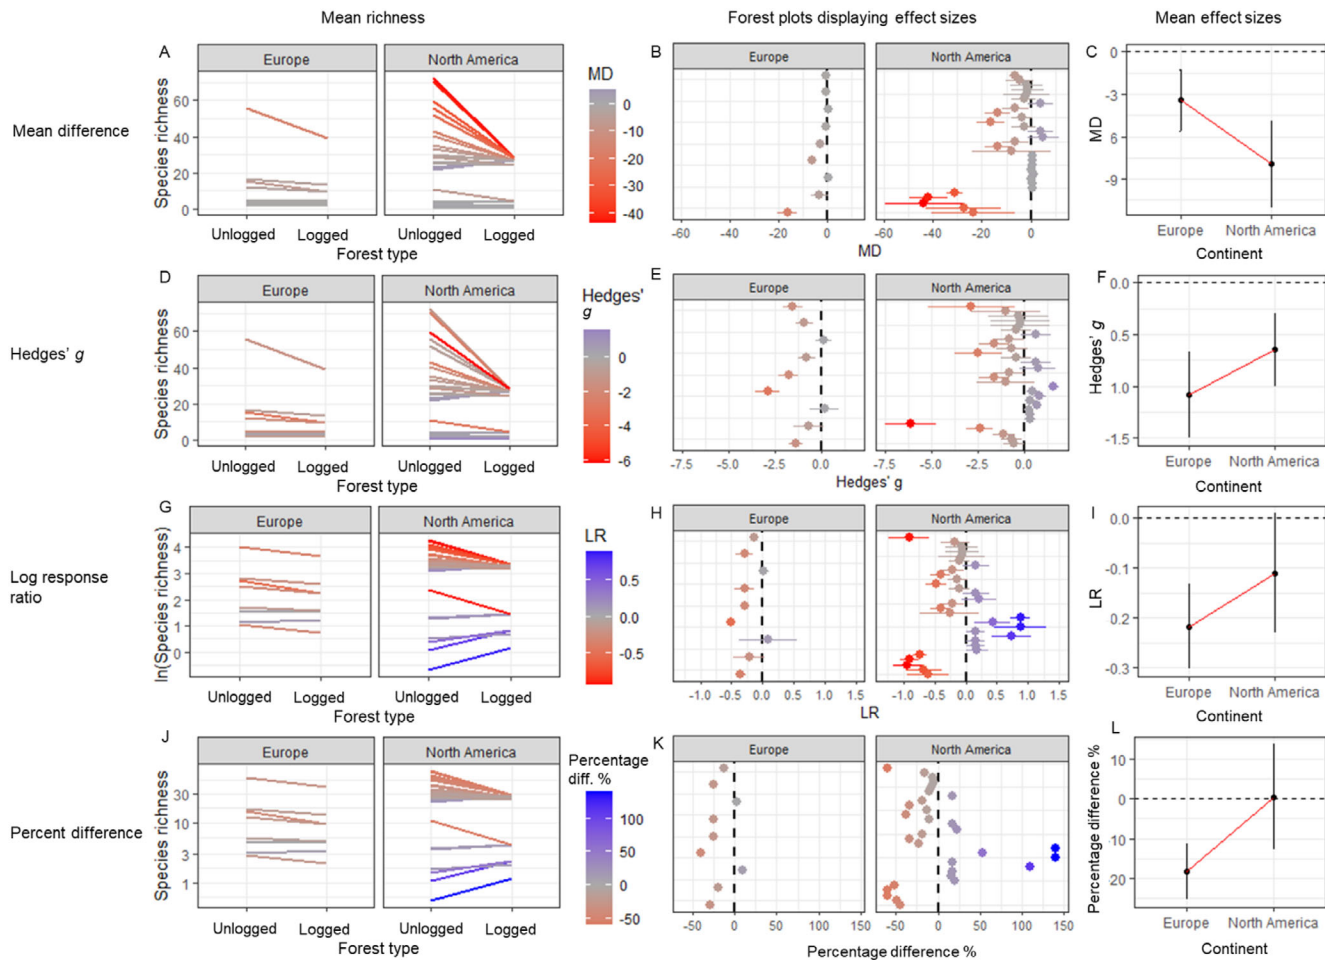 Mean richness
Forest plots displaying effect sizes
Mean effect sizes
Mean difference
A
Europe
North America
Species richness
60
40
20
0
Unlogged
Logged
Unlogged
Logged
Forest type
MD
0
-10
-20
-30
-40
B
Europe
North America
-60
-40
-20
0
-60
-40
-20
0
MD
C
MD
-3
6
-9
Europe
North America
Continent
Hedges' g
D
Europe
North America
Species richness
60
40
20
0
Unlogged
Logged
Unlogged
Logged
Forest type
Hedges'
g
0
-2
-4
-6
E
Europe
North America
-7.5
-5.0
-2.5
0.0
-7.5
-5.0
-2.5
0.0
Hedges' g
F
Hedges' g
0.0
0.5
1.0
-1.5
Europe
North America
Continent
Log response
ratio
G
Europe
North America
ln(Species richness)
4
3
2
1
0
Unlogged
Logged
Unlogged
Logged
Forest type
LR
0.5
0.0
-0.5
H
Europe
North America
-1.0
-0.5
0.0
0.5
1.0
1.5
-1.0
-0.5
0.0
0.5
1.0
1.5
LR
I
LR
0.0
-0.1
-0.2
-0.3
Europe
North America
Continent
Percent difference
J
Europe
North America
Species richness
30
10
3
1
Unlogged
Logged
Unlogged
Logged
Forest type
Percentage
diff. %
100
50
0
-50
K
Europe
North America
-50
0
50
100
150
-50
0
50
100
150
Percentage difference %
L
Percentage difference %
10
0
-10
20
Europe
North America
Continent